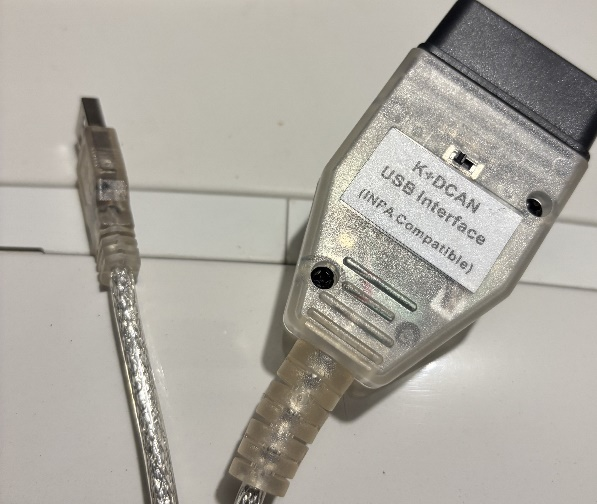 K+DCAN
USB Interface
(INPA Compatible)